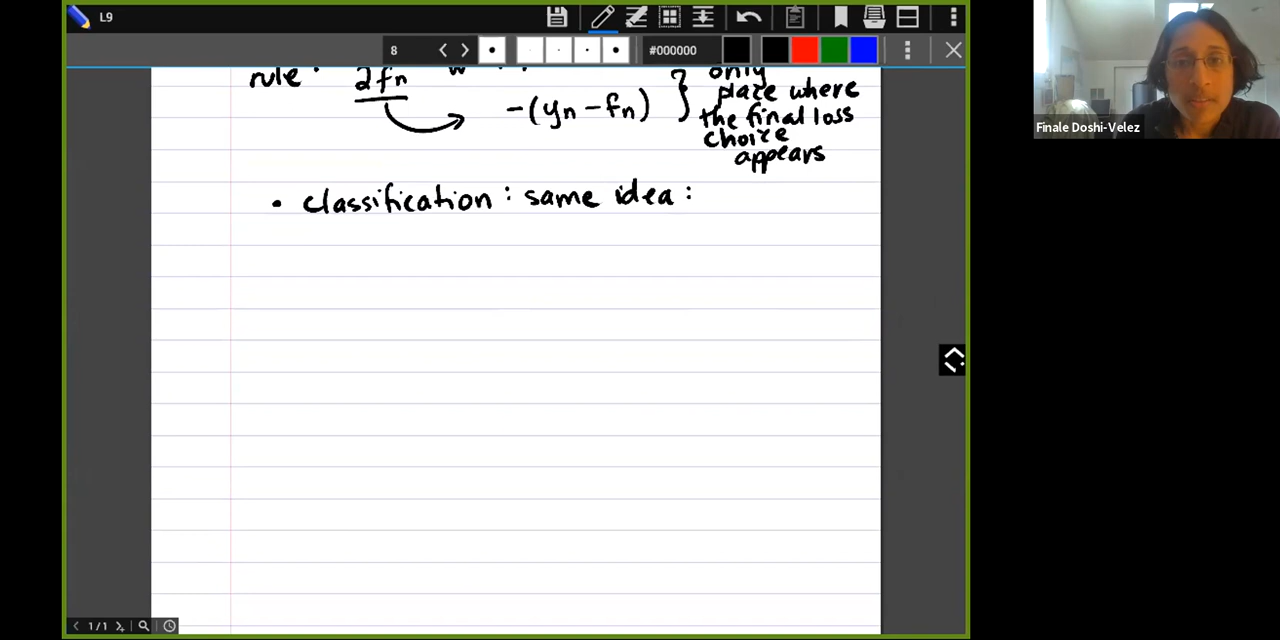 L9
8
#000000
Finale Doshi-Velez
only
rule
2fn
place where
-(yn - fn)
the final loss
choice
appears
• classification : same idea :
1/1